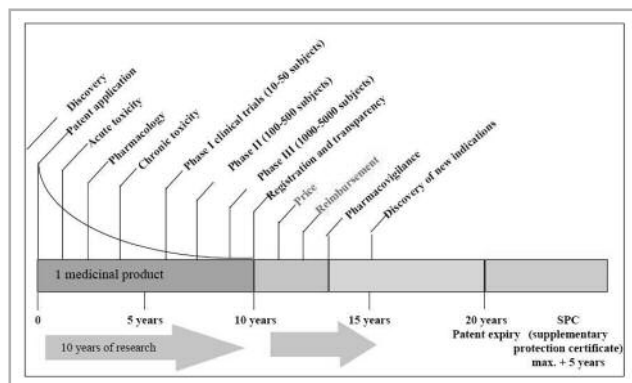 Discovery
Patent application
Acute toxicity
Pharmacology
Chronic toxicity
Phase I clinical trials (10-50 subjects)
Phase II (100-500 subjects)
Phase III (1000-5000 subjects)
Registration and transparency
Price
Reimbursement
Pharmacovigilance
Discovery of new indications
1 medicinal product
0
5 years
10 years
15 years
20 years
Patent expiry
SPC
(supplementary
protection certificate)
max. + 5 years
10 years of research